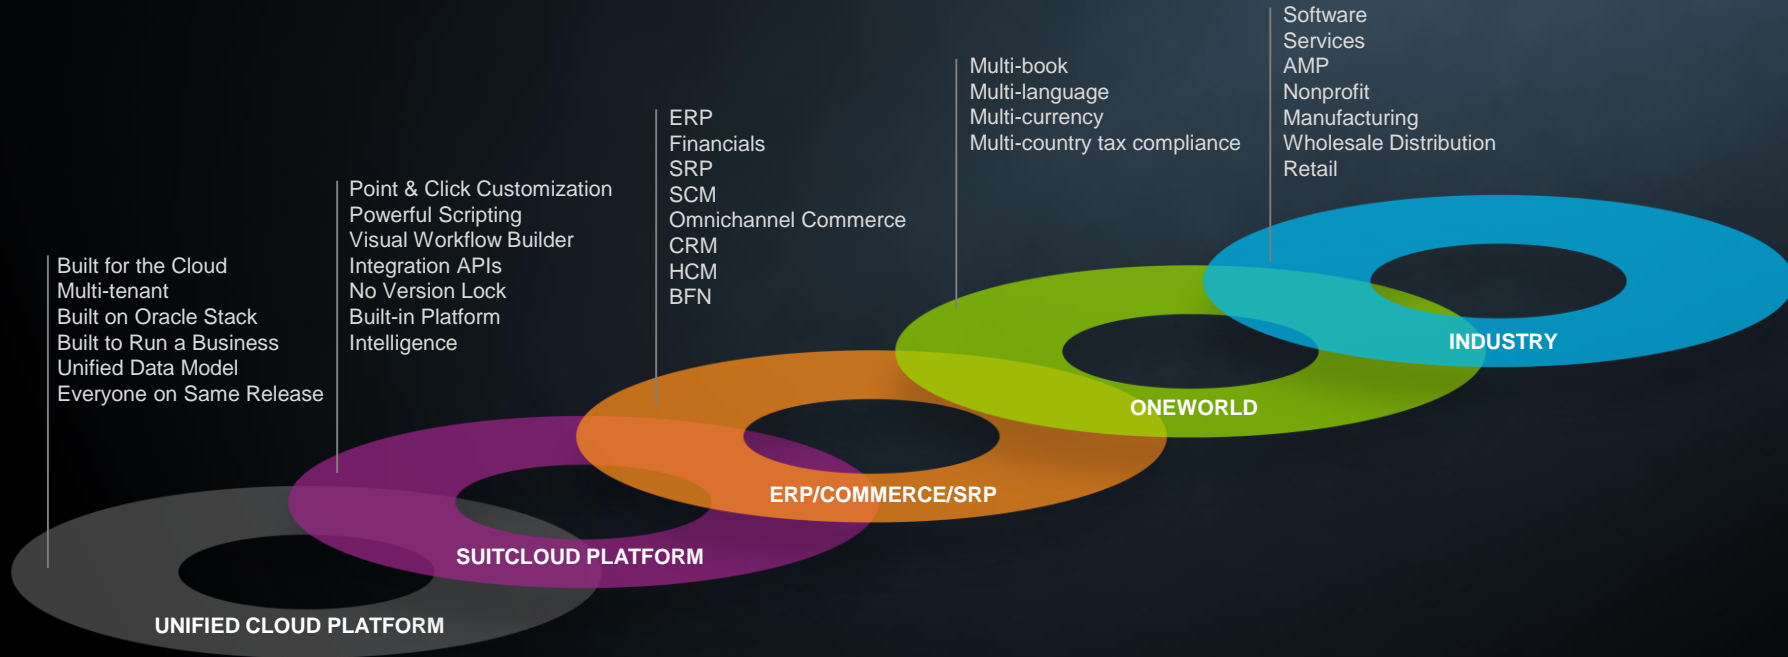 Built for the Cloud
Multi-tenant
Built on Oracle Stack
Built to Run a Business
Unified Data Model
Everyone on Same Release
UNIFIED CLOUD PLATFORM
Point & Click Customization
Powerful Scripting
Visual Workflow Builder
Integration APIs
No Version Lock
Built-in Platform
Intelligence
SUITCLOUD PLATFORM
ERP
Financials
SRP
SCM
Omnichannel Commerce
CRM
HCM
BFN
ERP/COMMERCE/SRP
Multi-book
Multi-language
Multi-currency
Multi-country tax compliance
ONEWORLD
Software
Services
AMP
Nonprofit
Manufacturing
Wholesale Distribution
Retail
INDUSTRY